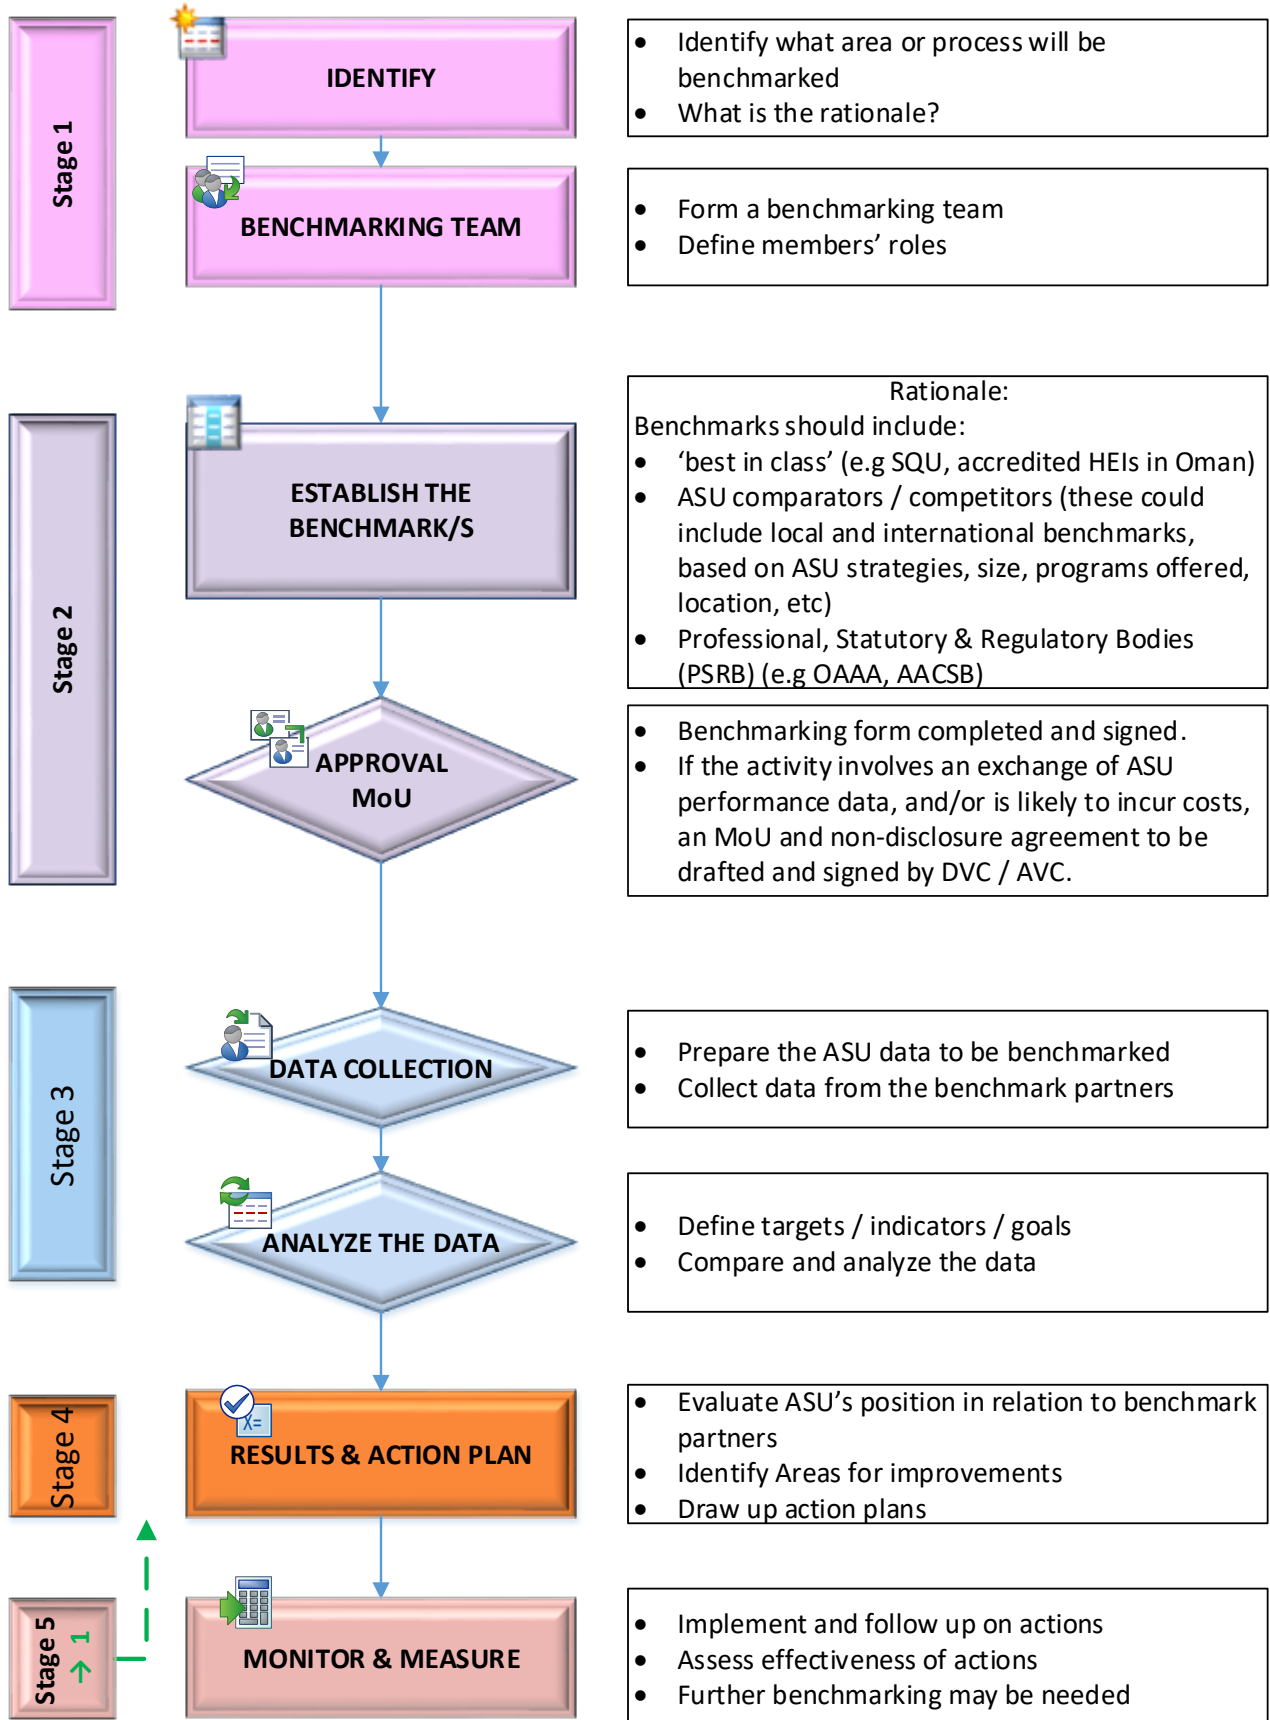 Stage 1
IDENTIFY
• Identify what area or process will be
benchmarked
• What is the rationale?
BENCHMARKING TEAM
• Form a benchmarking team
• Define members’ roles
Stage 2
ESTABLISH THE
BENCHMARK/S
Rationale:
Benchmarks should include:
• ‘best in class’ (e.g SQU, accredited HEIs in Oman)
• ASU comparators / competitors (these could
include local and international benchmarks,
based on ASU strategies, size, programs offered,
location, etc)
• Professional, Statutory & Regulatory Bodies
(PSRB) (e.g OAAA, AACSB)
APPROVAL
MoU
• Benchmarking form completed and signed.
• If the activity involves an exchange of ASU
performance data, and/or is likely to incur costs,
an MoU and non-disclosure agreement to be
drafted and signed by DVC / AVC.
Stage 3
DATA COLLECTION
• Prepare the ASU data to be benchmarked
• Collect data from the benchmark partners
ANALYZE THE DATA
• Define targets / indicators / goals
• Compare and analyze the data
Stage 4
X=
RESULTS & ACTION PLAN
• Evaluate ASU’s position in relation to benchmark
partners
• Identify Areas for improvements
• Draw up action plans
Stage 5
→ 1
MONITOR & MEASURE
• Implement and follow up on actions
• Assess effectiveness of actions
• Further benchmarking may be needed